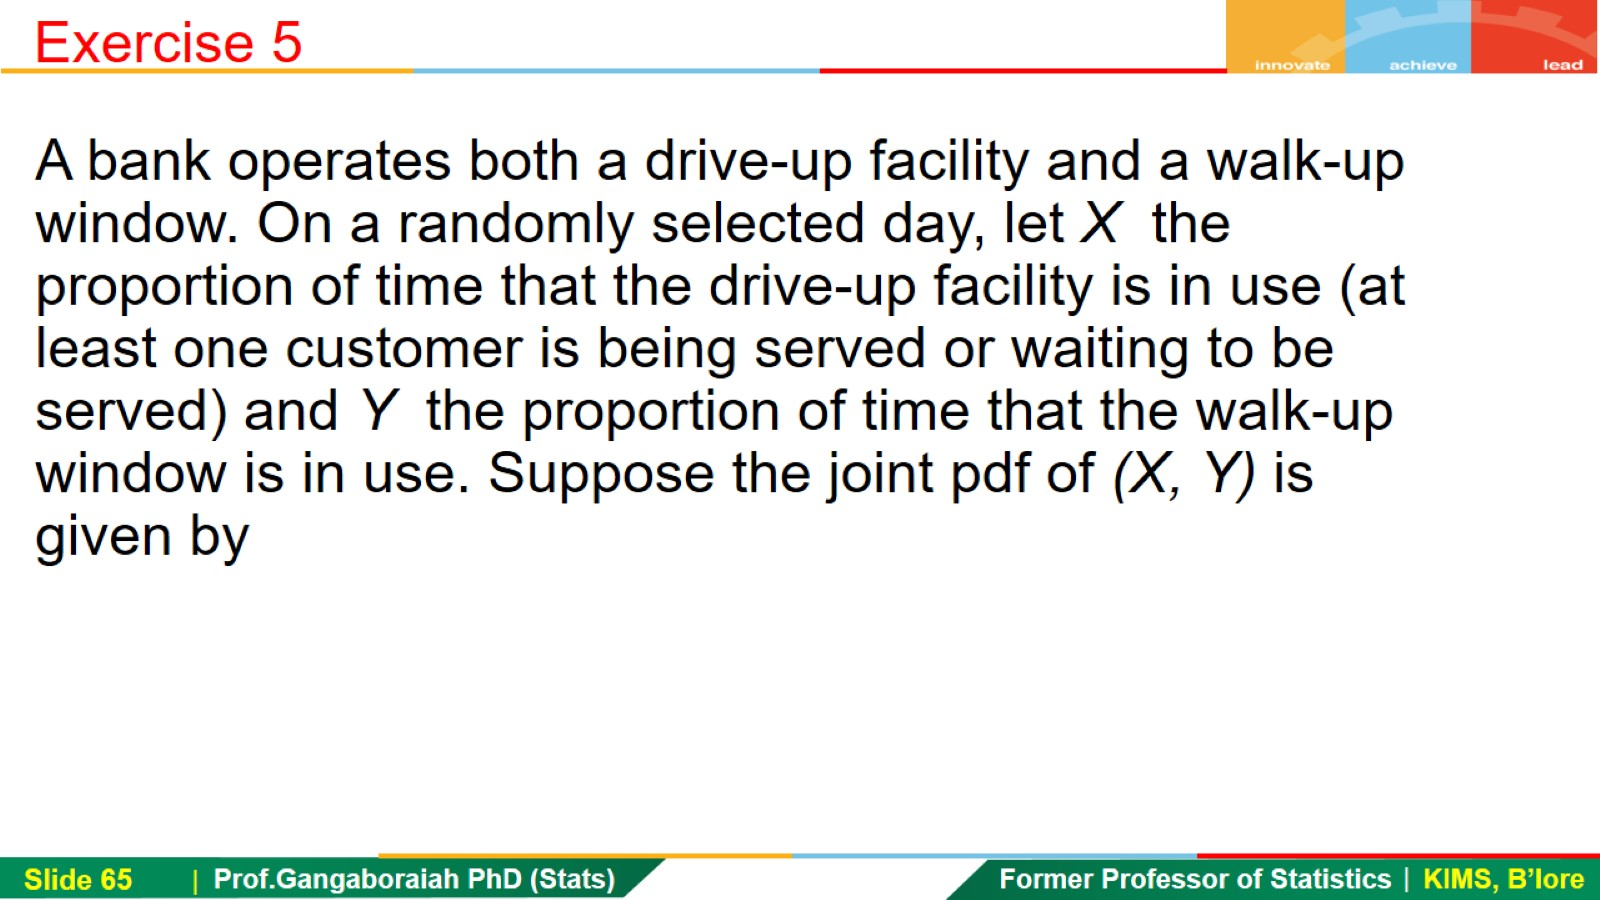 Exercise 5
innovate achieve lead
A bank operates both a drive-up facility and a walk-up
window. On a randomly selected day, let X the
proportion of time that the drive-up facility is in use (at
least one customer is being served or waiting to be
served) and Y the proportion of time that the walk-up
window is in use. Suppose the joint pdf of (X, Y) is
given by
Slide 65 | Prof.Gangaboraiah PhD (Stats) Former Professor of Statistics | KIMS, B’lore